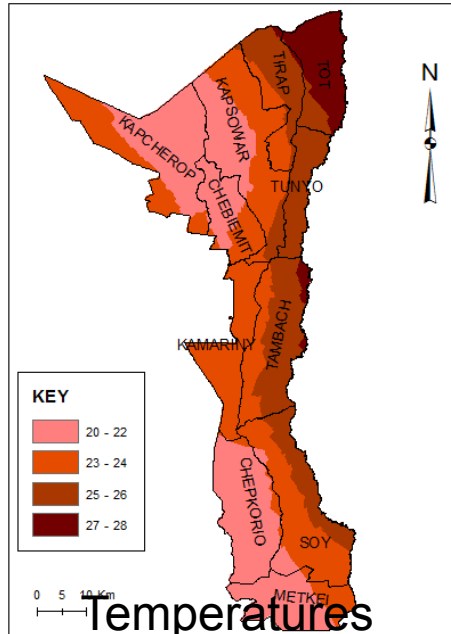 N
TOT
TIRAP
KAPSOWAR
KAPCHEROP
TUNYO
CHEBIEMIT
TAMBACH
KAMARINY
KEY
20 - 22
23 - 24
25 - 26
27 - 28
CHEPKORIO
SOY
METKEI
0 5 10 Km
Temperatures